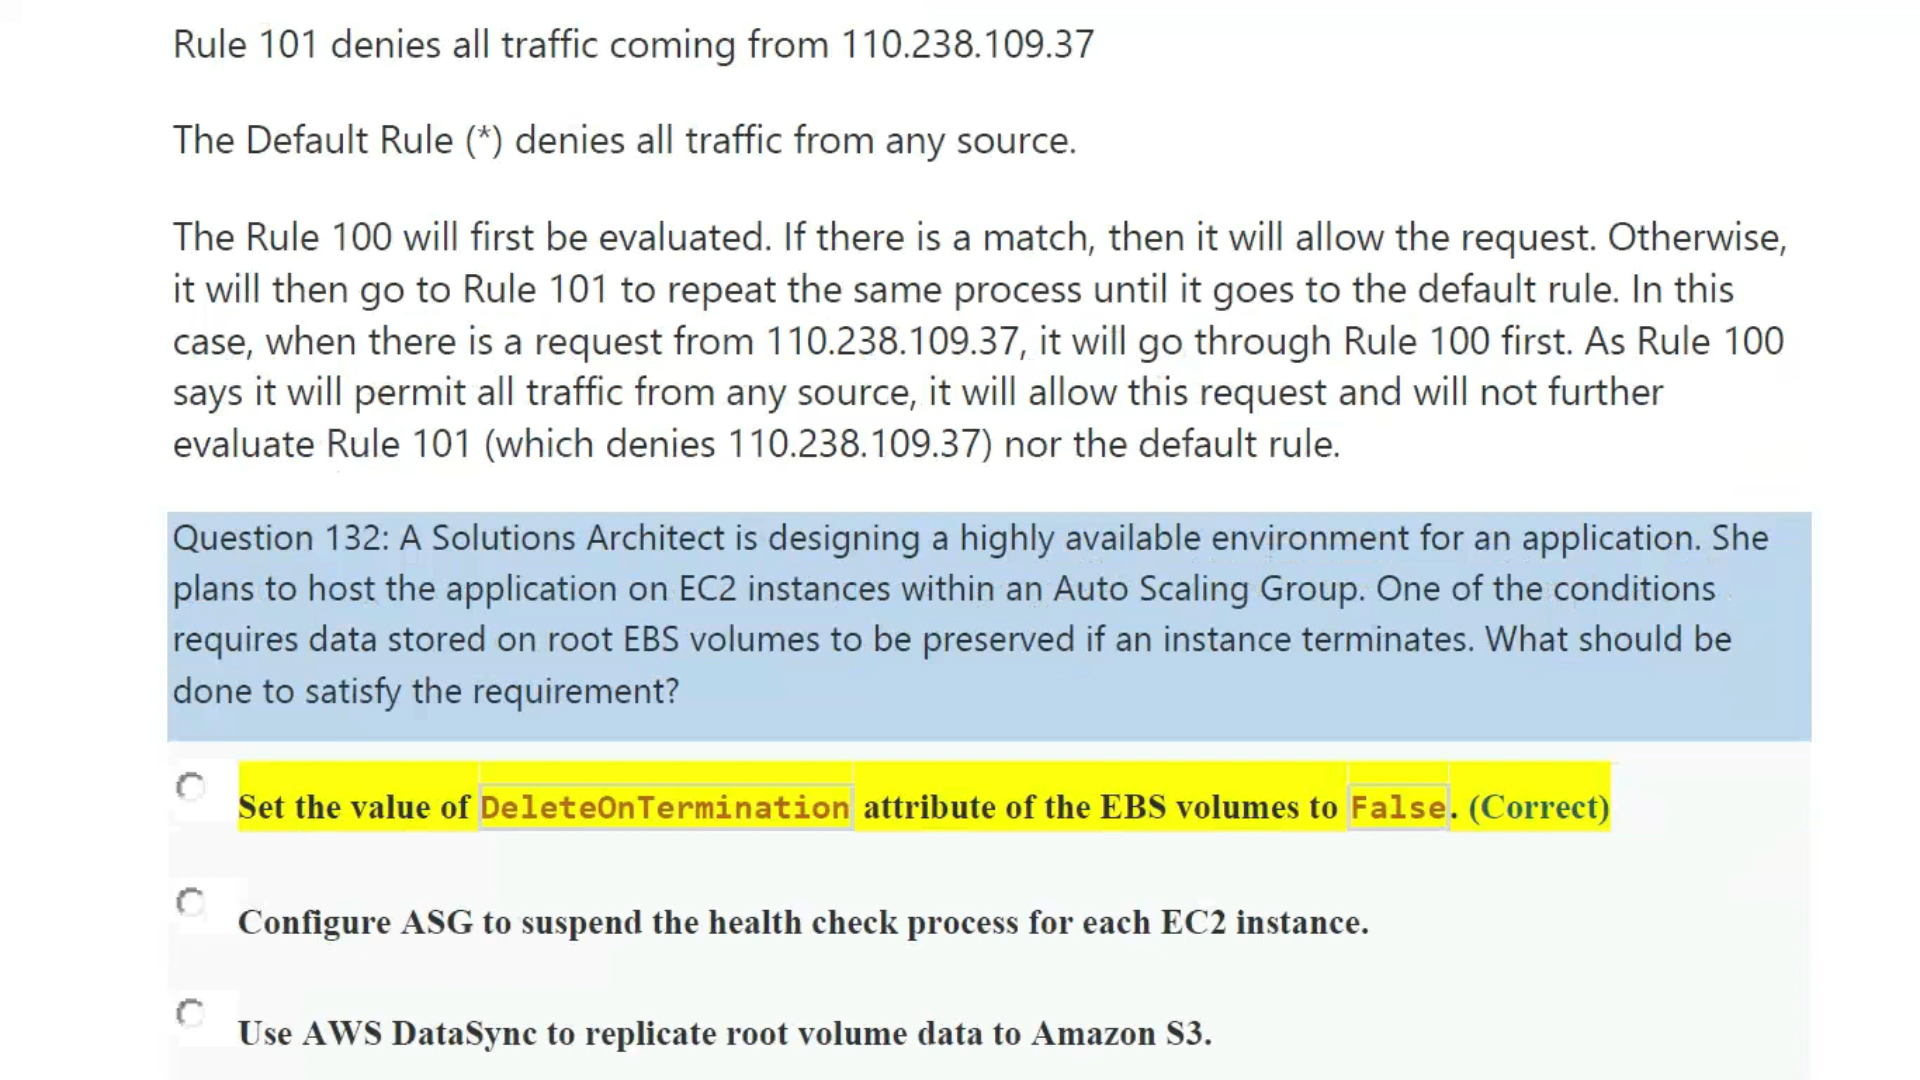 Rule 101 denies all traffic coming from 110.238.109.37
The Default Rule (*) denies all traffic from any source.
The Rule 100 will first be evaluated. If there is a match, then it will allow the request. Otherwise,
it will then go to Rule 101 to repeat the same process until it goes to the default rule. In this
case, when there is a request from 110.238.109.37, it will go through Rule 100 first. As Rule 100
says it will permit all traffic from any source, it will allow this request and will not further
evaluate Rule 101 (which denies 110.238.109.37) nor the default rule.
Question 132: A Solutions Architect is designing a highly available environment for an application. She
plans to host the application on EC2 instances within an Auto Scaling Group. One of the conditions
requires data stored on root EBS volumes to be preserved if an instance terminates. What should be
done to satisfy the requirement?
Set the value of DeleteOnTermination attribute of the EBS volumes to False. (Correct)
Configure ASG to suspend the health check process for each EC2 instance.
Use AWS DataSync to replicate root volume data to Amazon S3.